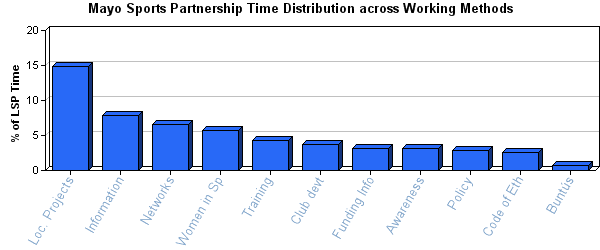 Mayo Sports Partnership Time Distribution across Working Methods
% of LSP Time
20
15
10
5
0
Loc. Projects
Information
Networks
Women in Sp
Training
Club devt
Funding Info
Awareness
Policy
Code of Eth
Buntus